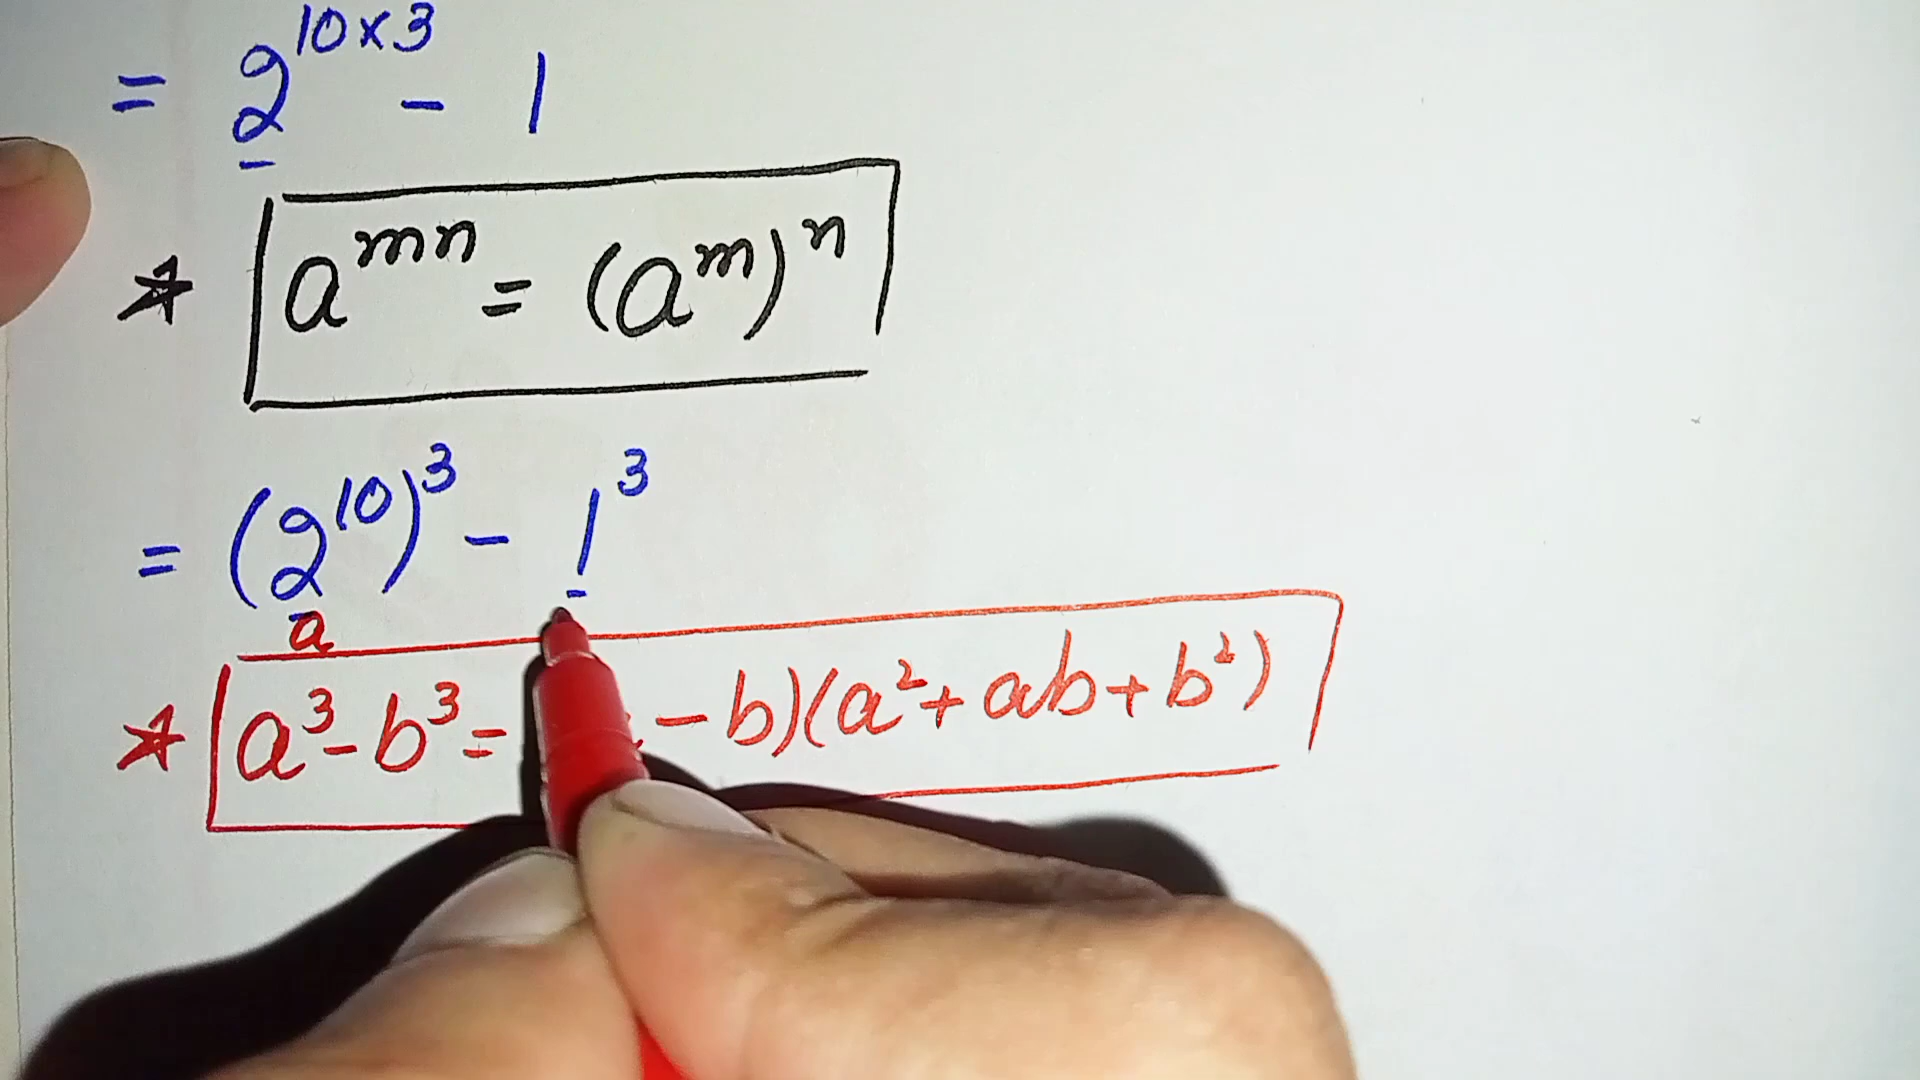 = 2^{10×3} - 1
* a^{mn} = (a^m)^n
= (2^{10})^3 - 1^3
a
* a^3 - b^3 = - b)(a^2 + ab + b^2)